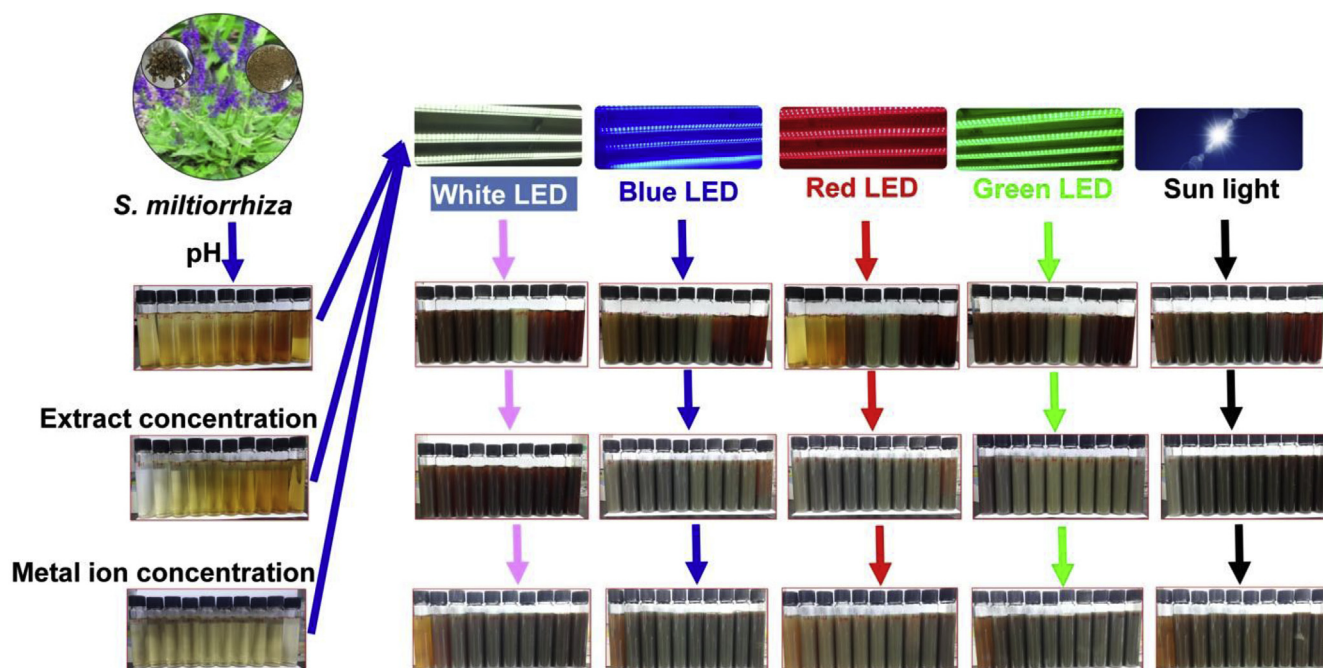 White LED
Blue LED
Red LED
Green LED
Sun light
S. miltiorrhiza
pH
Extract concentration
Metal ion concentration